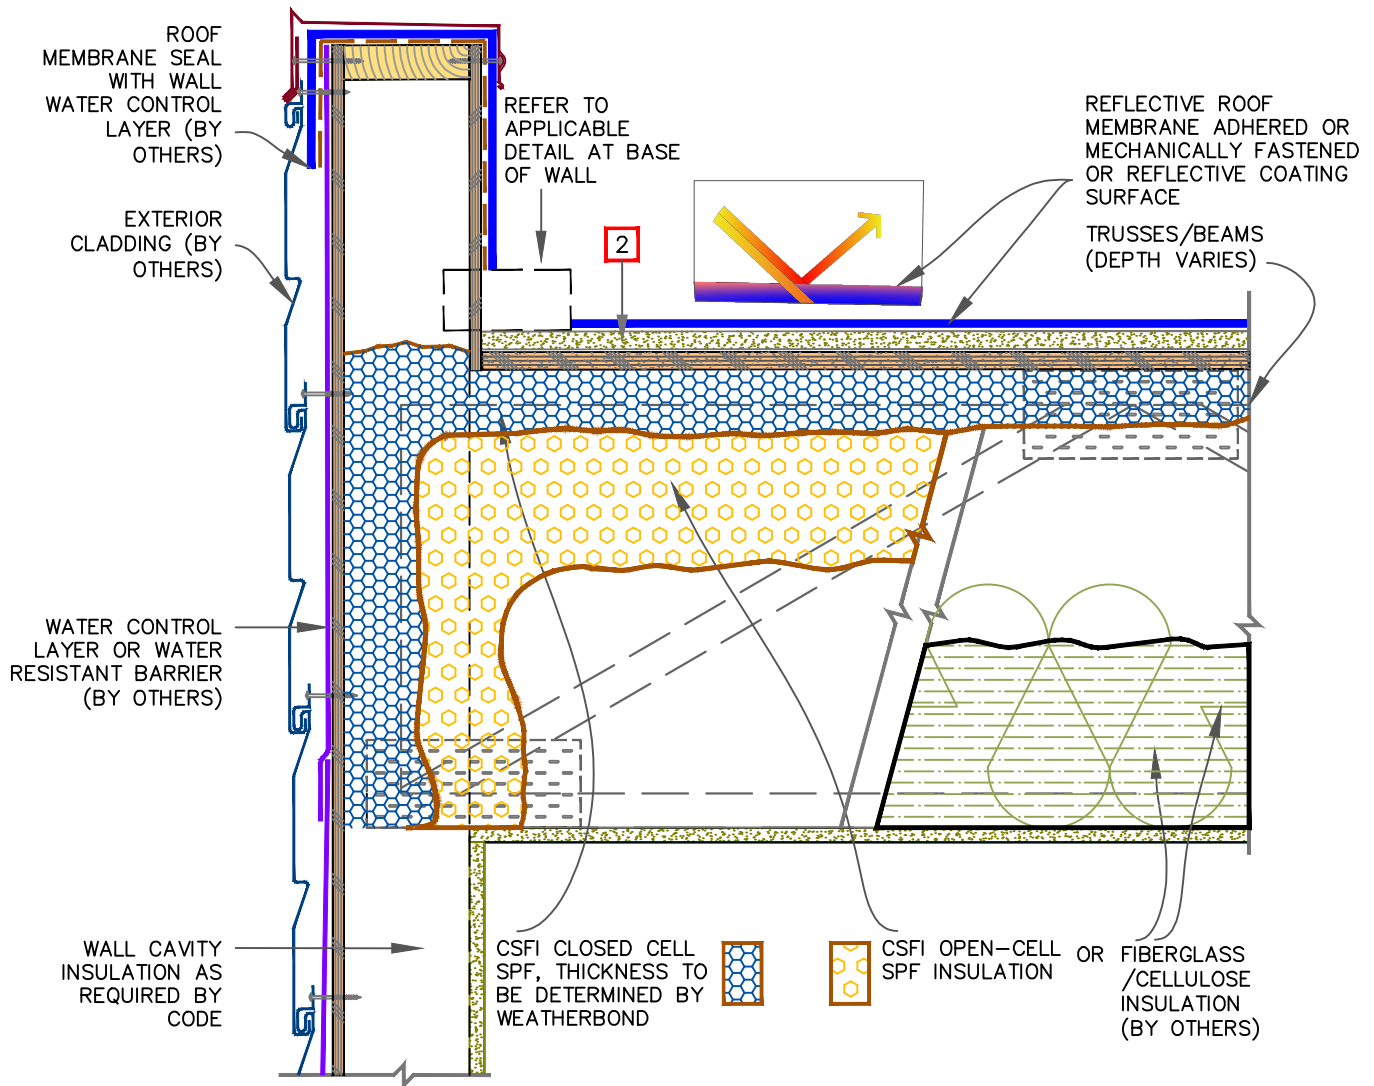 ROOF
MEMBRANE SEAL
WITH WALL
WATER CONTROL
LAYER (BY
OTHERS)
EXTERIOR
CLADDING (BY
OTHERS)
REFER TO
APPLICABLE
DETAIL AT BASE
OF WALL
2
REFLECTIVE ROOF
MEMBRANE ADHERED OR
MECHANICALLY FASTENED
OR REFLECTIVE COATING
SURFACE
TRUSSES/BEAMS
(DEPTH VARIES)
WATER CONTROL
LAYER OR WATER
RESISTANT BARRIER
(BY OTHERS)
WALL CAVITY
INSULATION AS
REQUIRED BY
CODE
CSFI CLOSED CELL
SPF, THICKNESS TO
BE DETERMINED BY
WEATHERBOND
CSFI OPEN-CELL
SPF INSULATION
OR
FIBERGLASS
/CELLULOSE
INSULATION
(BY OTHERS)